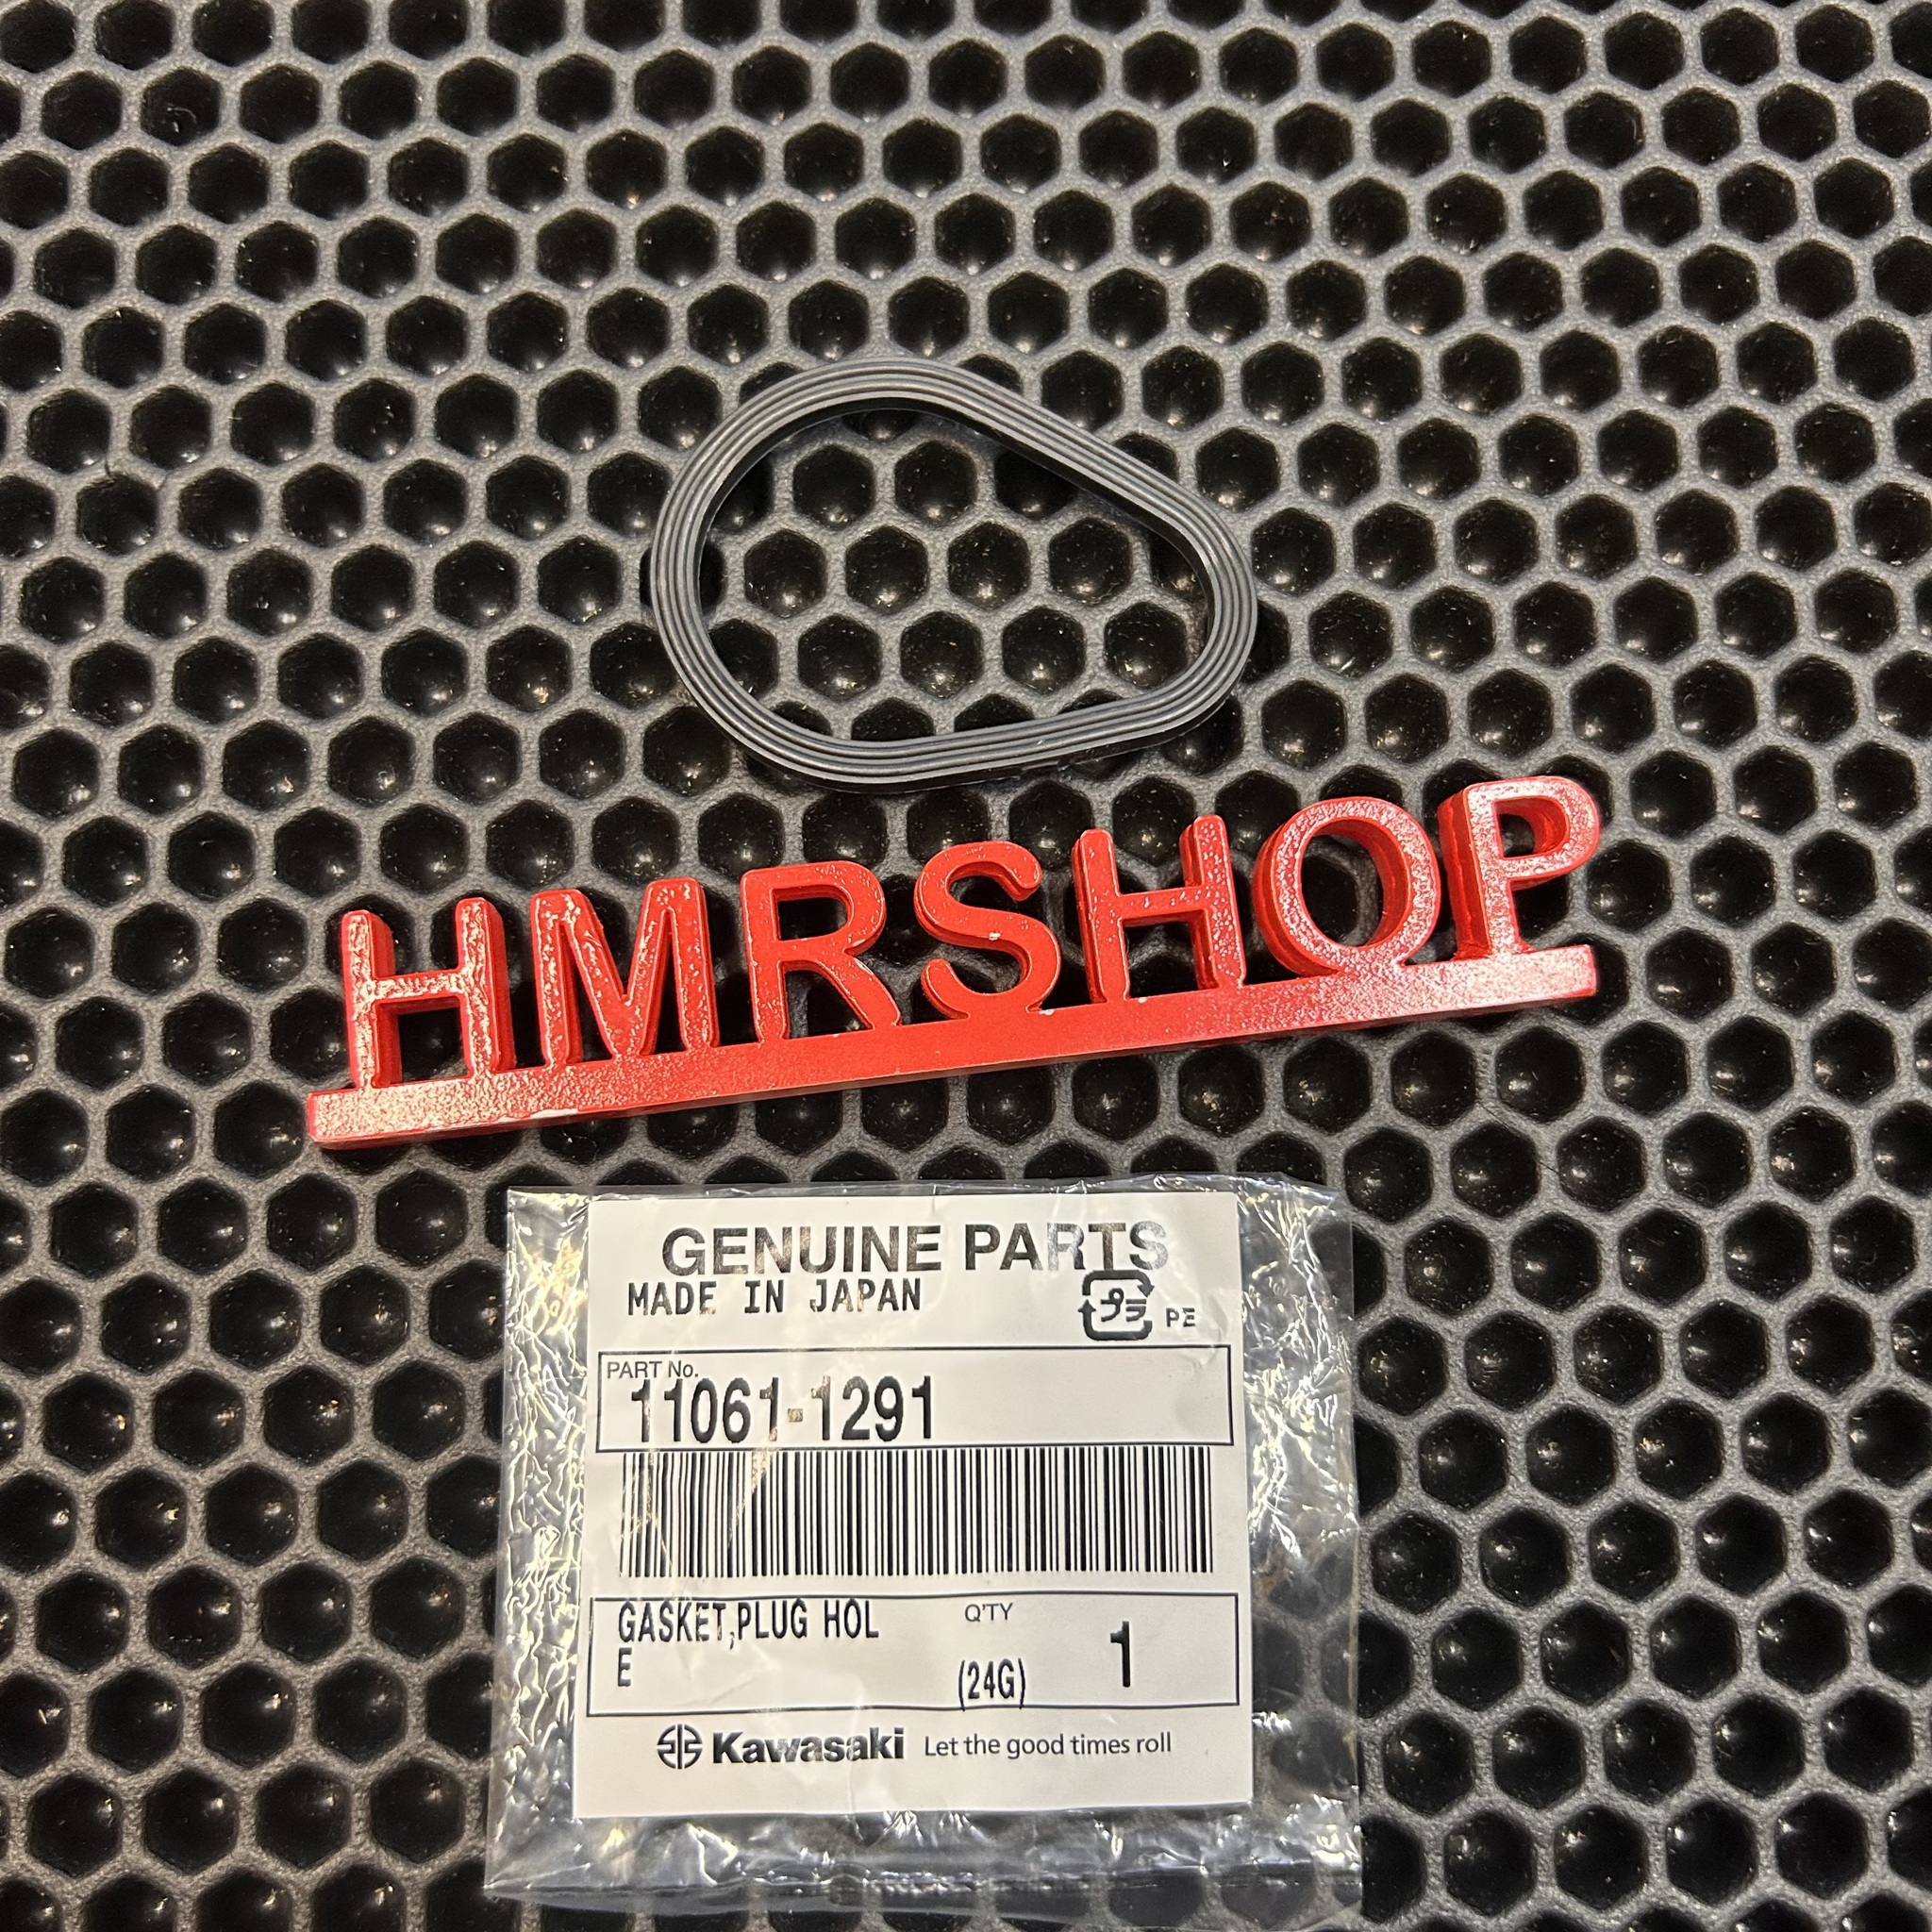 HMRSHOP
GENUINE PARTS
MADE IN JAPAN
プラ PE
PART No.
11061-1291
GASKET,PLUG HOL
E
Q'TY
(24G) 1
Kawasaki Let the good times roll